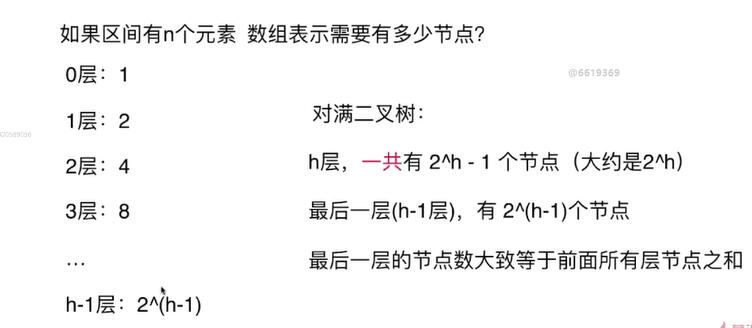 如果区间有n个元素 数组表示需要有多少节点?
0层：1
@6619369
1层：2
对满二叉树：
2层：4
h层，一共有 2^h - 1 个节点（大约是2^h）
3层：8
最后一层(h-1层)，有 2^(h-1)个节点
...
最后一层的节点数大致等于前面所有层节点之和
h-1层：2^(h-1)